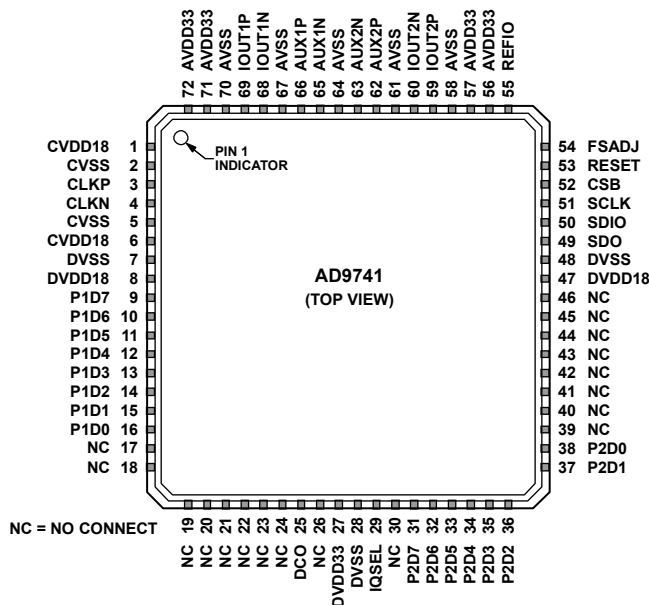 72 AVDD33
71 AVDD33
70 AVSS
69 IOUT1P
68 IOUT1N
67 AVSS
66 AUX1P
65 AUX1N
64 AVSS
63 AUX2N
62 AUX2P
61 AVSS
60 IOUT2N
59 IOUT2P
58 AVSS
57 AVDD33
56 AVDD33
55 REFIO
CVDD18 1
CVSS 2
CLKP 3
CLKN 4
CVSS 5
CVDD18 6
DVSS 7
DVDD18 8
P1D7 9
P1D6 10
P1D5 11
P1D4 12
P1D3 13
P1D2 14
P1D1 15
P1D0 16
NC 17
NC 18
PIN 1
INDICATOR
AD9741
(TOP VIEW)
54 FSADJ
53 RESET
52 CSB
51 SCLK
50 SDIO
49 SDO
48 DVSS
47 DVDD18
46 NC
45 NC
44 NC
43 NC
42 NC
41 NC
40 NC
39 NC
38 P2D0
37 P2D1
NC = NO CONNECT
NC 19
NC 20
NC 21
NC 22
NC 23
NC 24
DCO 25
NC 26
DVDD33 27
DVSS 28
IQSEL 29
NC 30
P2D7 31
P2D6 32
P2D5 33
P2D4 34
P2D3 35
P2D2 36